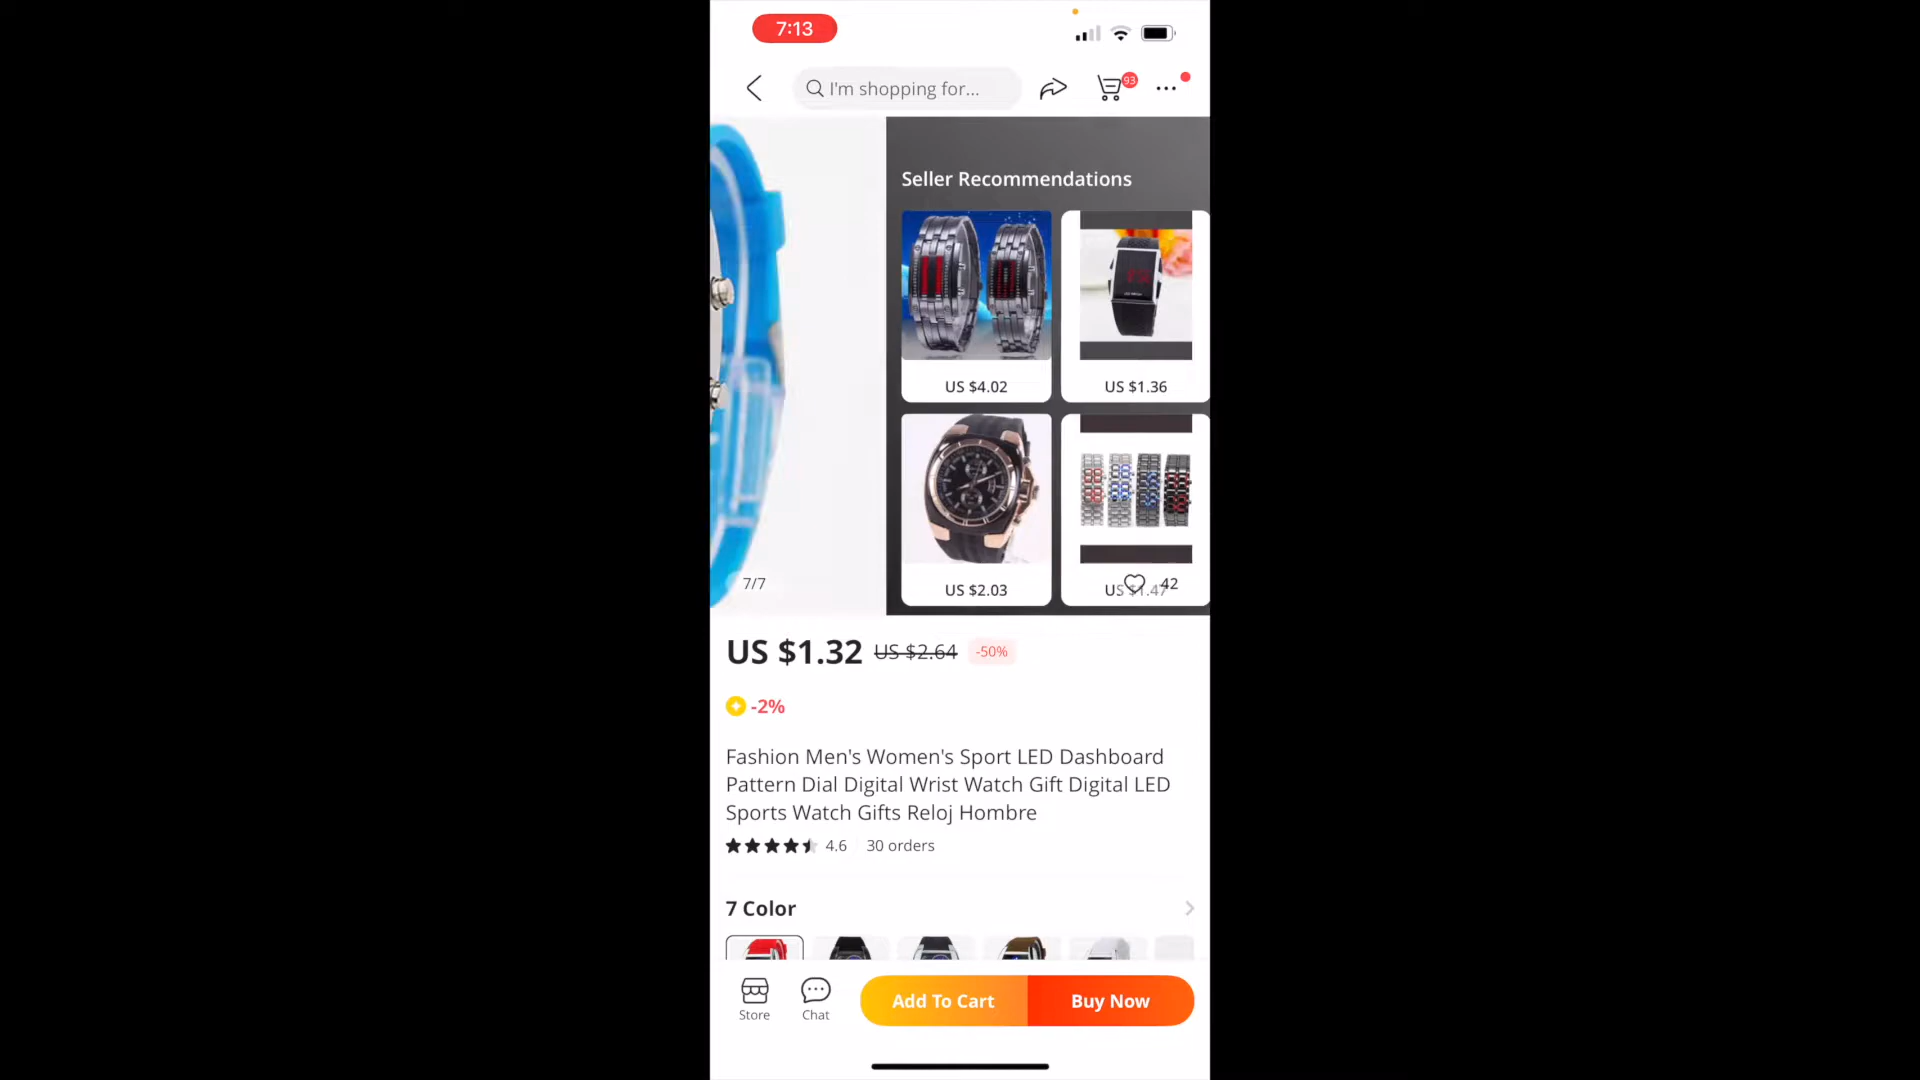 7:13
I'm shopping for...
93
Seller Recommendations
US $4.02
US $1.36
US $2.03
US $1.47
7/7
42
US $1.32 US $2.64 -50%
-2%
Fashion Men's Women's Sport LED Dashboard
Pattern Dial Digital Wrist Watch Gift Digital LED
Sports Watch Gifts Reloj Hombre
4.6 30 orders
7 Color
Store
Chat
Add To Cart
Buy Now